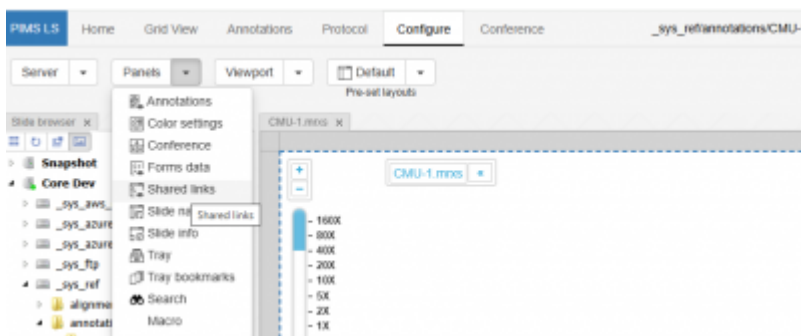 PIMS LS Home Grid View Annotations Protocol Configure Conference _sys_ref/annotations/CMU-
Server Panels Viewport Default
Pre-set layouts
Annotations
Slide browser x CMU-1.mrxs x
Color settings
Conference
Snapshot
Forms data
CMU-1.mrxs «
Core Dev
Shared links
_sys_aws_
Slide na
Shared links
_sys_azure
160X
Slide info
80X
_sys_azure
40X
Tray
_sys_ftp
20X
Tray bookmarks
10X
_sys_ref
Search
5X
alignme
2X
Macro
annotati
1X